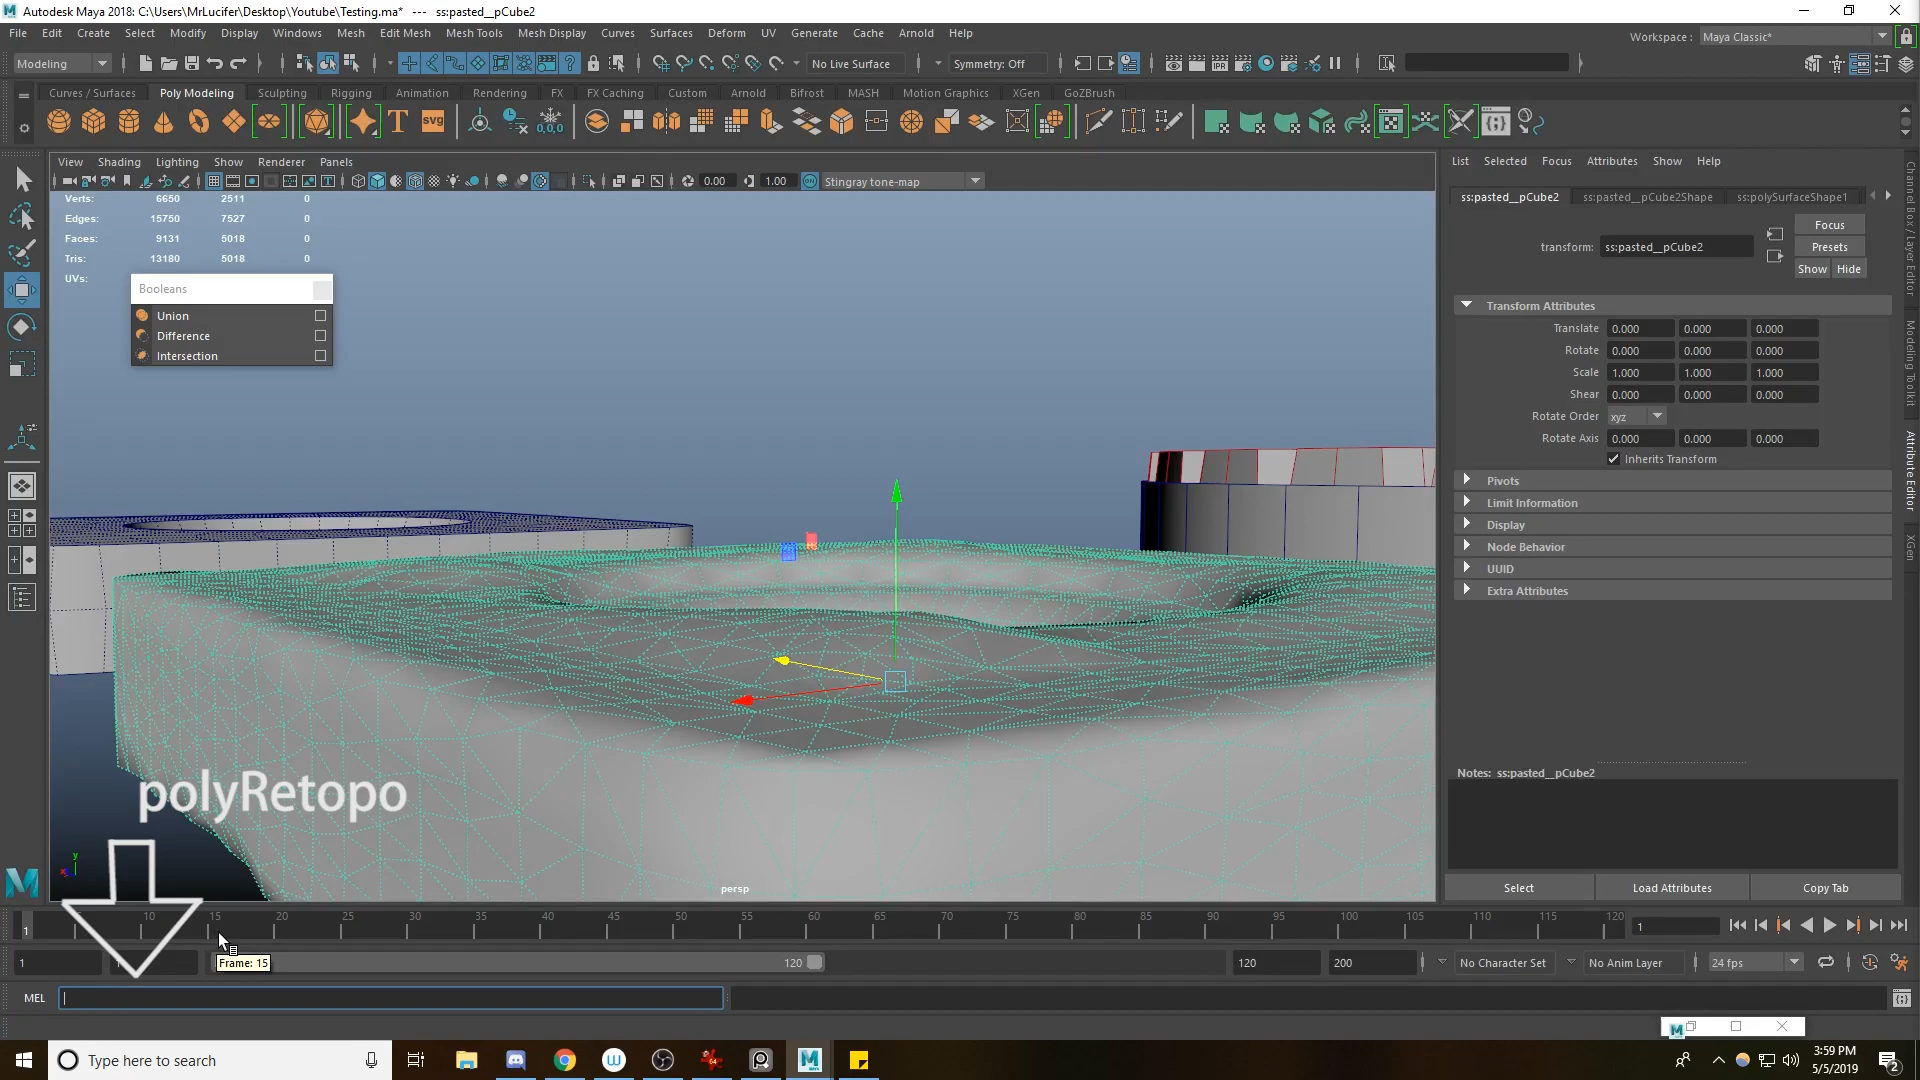 Autodesk Maya 2018: C:\Users\MrLucifer\Desktop\Youtube\Testing.ma* --- ss:pasted__pCube2
File Edit Create Select Modify Display Windows Mesh Edit Mesh Mesh Tools Mesh Display Curves Surfaces Deform UV Generate Cache Arnold Help
Workspace : Maya Classic*
Modeling No Live Surface Symmetry: Off
Curves / Surfaces Poly Modeling Sculpting Rigging Animation Rendering FX FX Caching Custom Arnold Bifrost MASH Motion Graphics XGen GoZBrush
View Shading Lighting Show Renderer Panels
0.00 1.00 Stingray tone-map
Verts: 6650 2511 0
Edges: 15750 7527 0
Faces: 9131 5018 0
Tris: 13180 5018 0
UVs:
Booleans
Union
Difference
Intersection
polyRetopo
persp
List Selected Focus Attributes Show Help
ss:pasted__pCube2 ss:pasted__pCube2Shape ss:polySurfaceShape1
Focus
transform: ss:pasted__pCube2
Presets
Show Hide
Transform Attributes
Translate 0.000 0.000 0.000
Rotate 0.000 0.000 0.000
Scale 1.000 1.000 1.000
Shear 0.000 0.000 0.000
Rotate Order xyz
Rotate Axis 0.000 0.000 0.000
Inherits Transform
Pivots
Limit Information
Display
Node Behavior
UUID
Extra Attributes
Notes: ss:pasted__pCube2
Select Load Attributes Copy Tab
Channel Box / Layer Editor
Modeling Toolkit
Attribute Editor
XGen
1 10 15 20 25 30 35 40 45 50 55 60 65 70 75 80 85 90 95 100 105 110 115 120 1
Frame: 15
1 120 120 200 No Character Set No Anim Layer 24 fps
MEL
Type here to search
3:59 PM
5/5/2019
2